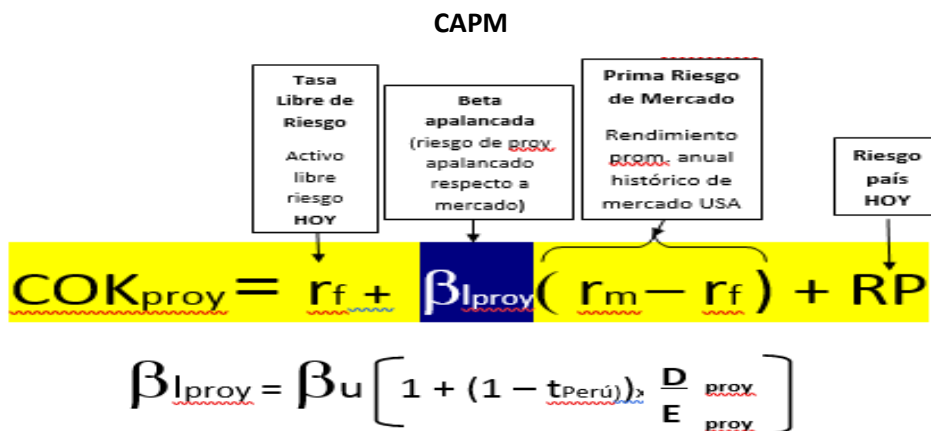 CAPM
Tasa
Libre de
Riesgo
Activo
libre
riesgo
HOY
Beta
apalancada
(riesgo de proy.
apalancado
respecto a
mercado)
Prima Riesgo
de Mercado
Rendimiento
prom. anual
histórico de
mercado USA
Riesgo
país
HOY
COKproy = rf + βlproy ( rm – rf ) + RP
βlproy = βu [ 1 + (1 – tPerú)) x D proy
E proy ]